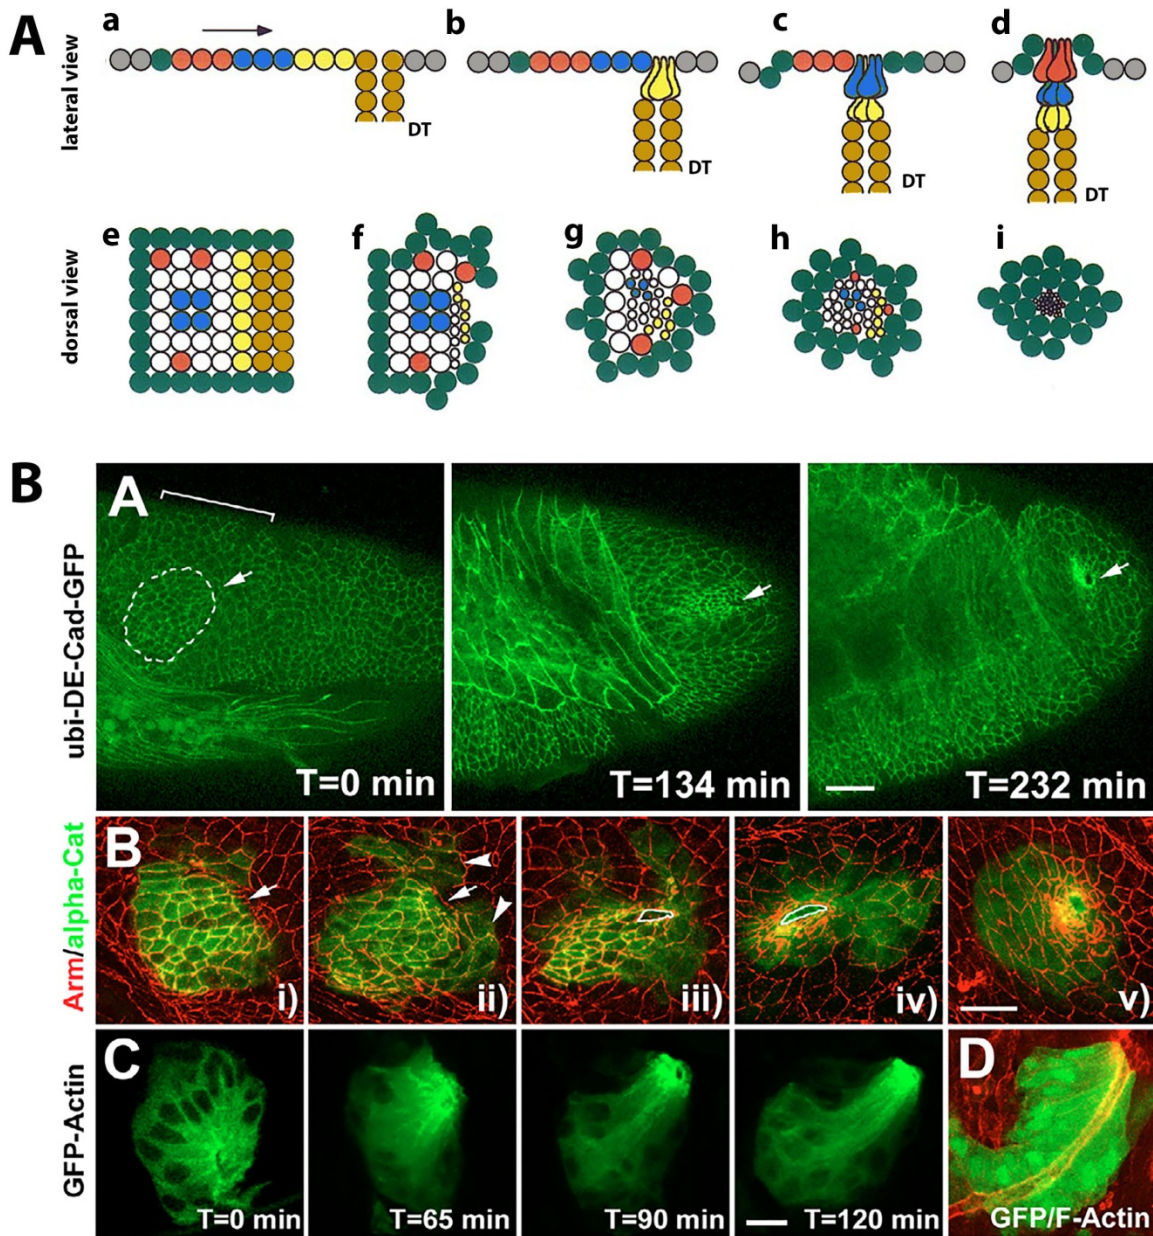 A
lateral view
a
b
c
d
DT
DT
DT
DT
dorsal view
e
f
g
h
i
B
ubi-DE-Cad-GFP
A
T=0 min
T=134 min
T=232 min
Arm/alpha-Cat
B
i)
ii)
iii)
iv)
v)
GFP-Actin
C
T=0 min
T=65 min
T=90 min
T=120 min
D
GFP/F-Actin